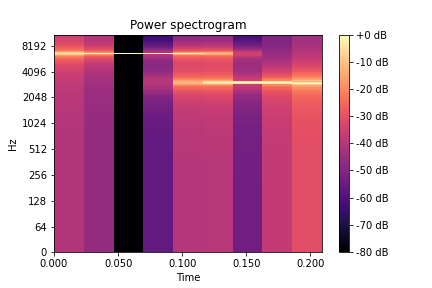 Power spectrogram
Hz
8192
4096
2048
1024
512
256
128
64
0
0.000
0.050
0.100
0.150
0.200
Time
+0 dB
-10 dB
-20 dB
-30 dB
-40 dB
-50 dB
-60 dB
-70 dB
-80 dB